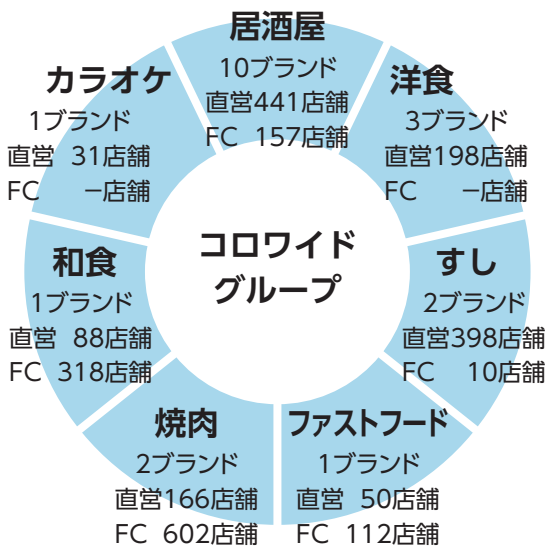 居酒屋
10ブランド
直営441店舗
FC 157店舗
洋食
3ブランド
直営198店舗
FC －店舗
すし
2ブランド
直営398店舗
FC 10店舗
ファストフード
1ブランド
直営 50店舗
FC 112店舗
焼肉
2ブランド
直営166店舗
FC 602店舗
和食
1ブランド
直営 88店舗
FC 318店舗
カラオケ
1ブランド
直営 31店舗
FC －店舗
コロワイド
グループ